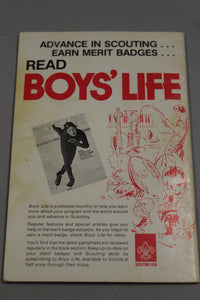 ADVANCE IN SCOUTING . . .
EARN MERIT BADGES . . .
READ
BOYS' LIFE
Boys' Life is published monthly to help you learn
more about your program and the world around
you and advance in Scouting.
Regular features and special articles give you
help in the merit badge subjects. As you begin to
earn a merit badge, check Boys' Life for ideas.
You'll find that the latest pamphlets are reviewed
regularly in the book section. Keep up-to-date on
your merit badges and Scouting skills by
subscribing to Boys' Life, available to Scouts at
half price through their troop.
SCOUTING/USA